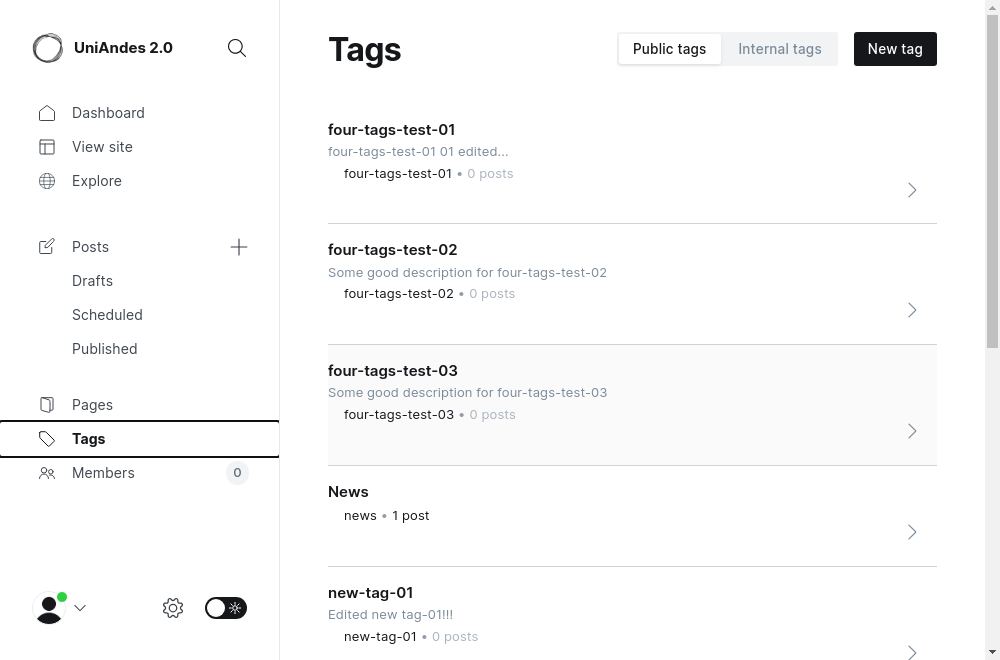 UniAndes 2.0
Dashboard
View site
Explore
Posts
Drafts
Scheduled
Published
Pages
Tags
Members
0
Tags
Public tags
Internal tags
New tag
four-tags-test-01
four-tags-test-01 01 edited...
four-tags-test-01 • 0 posts
four-tags-test-02
Some good description for four-tags-test-02
four-tags-test-02 • 0 posts
four-tags-test-03
Some good description for four-tags-test-03
four-tags-test-03 • 0 posts
News
news • 1 post
new-tag-01
Edited new tag-01!!!
new-tag-01 • 0 posts